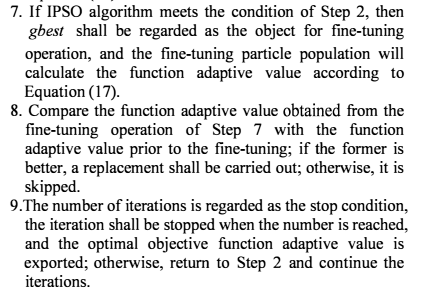 7. If IPSO algorithm meets the condition of Step 2, then
gbest shall be regarded as the object for fine-tuning
operation, and the fine-tuning particle population will
calculate the function adaptive value according to
Equation (17).
8. Compare the function adaptive value obtained from the
fine-tuning operation of Step 7 with the function
adaptive value prior to the fine-tuning; if the former is
better, a replacement shall be carried out; otherwise, it is
skipped.
9.The number of iterations is regarded as the stop condition,
the iteration shall be stopped when the number is reached,
and the optimal objective function adaptive value is
exported; otherwise, return to Step 2 and continue the
iterations.